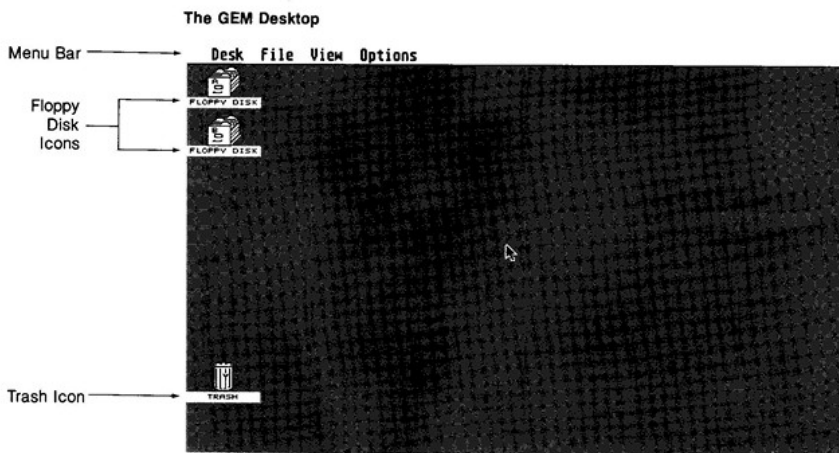 The GEM Desktop
Menu Bar
Desk File View Options
A
FLOPPY DISK
Floppy
Disk
Icons
B
FLOPPY DISK
Trash Icon
TRASH